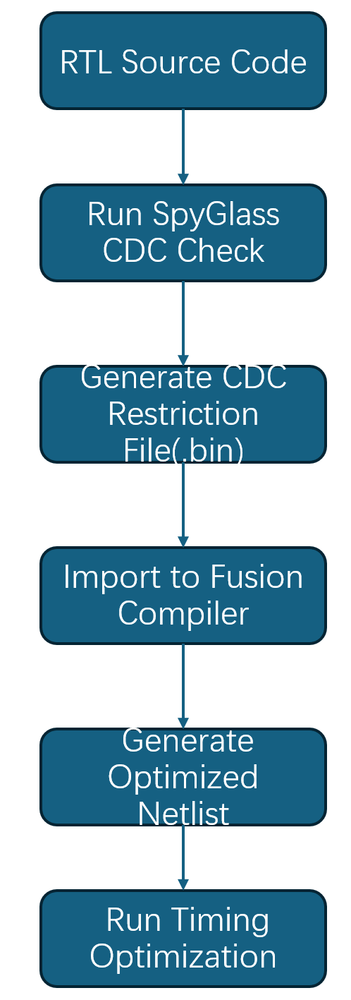 RTL Source Code
Run SpyGlass
CDC Check
Generate CDC
Restriction
File(.bin)
Import to Fusion
Compiler
Generate
Optimized
Netlist
Run Timing
Optimization